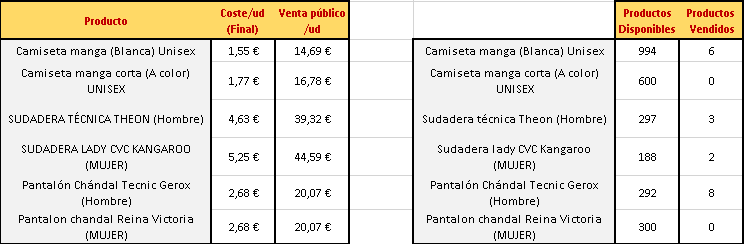 Producto Coste/ud (Final) Venta público /ud
Camiseta manga (Blanca) Unisex 1,55 € 14,69 €
Camiseta manga corta (A color) UNISEX 1,77 € 16,78 €
SUDADERA TÉCNICA THEON (Hombre) 4,63 € 39,32 €
SUDADERA LADY CVC KANGAROO (MUJER) 5,25 € 44,59 €
Pantalón Chándal Tecnic Gerox (Hombre) 2,68 € 20,07 €
Pantalon chandal Reina Victoria (MUJER) 2,68 € 20,07 €
Productos Disponibles Productos Vendidos
Camiseta manga (Blanca) Unisex 994 6
Camiseta manga corta (A color) UNISEX 600 0
Sudadera técnica Theon (Hombre) 297 3
Sudadera lady CVC Kangaroo (MUJER) 188 2
Pantalón Chándal Tecnic Gerox (Hombre) 292 8
Pantalon chandal Reina Victoria (MUJER) 300 0